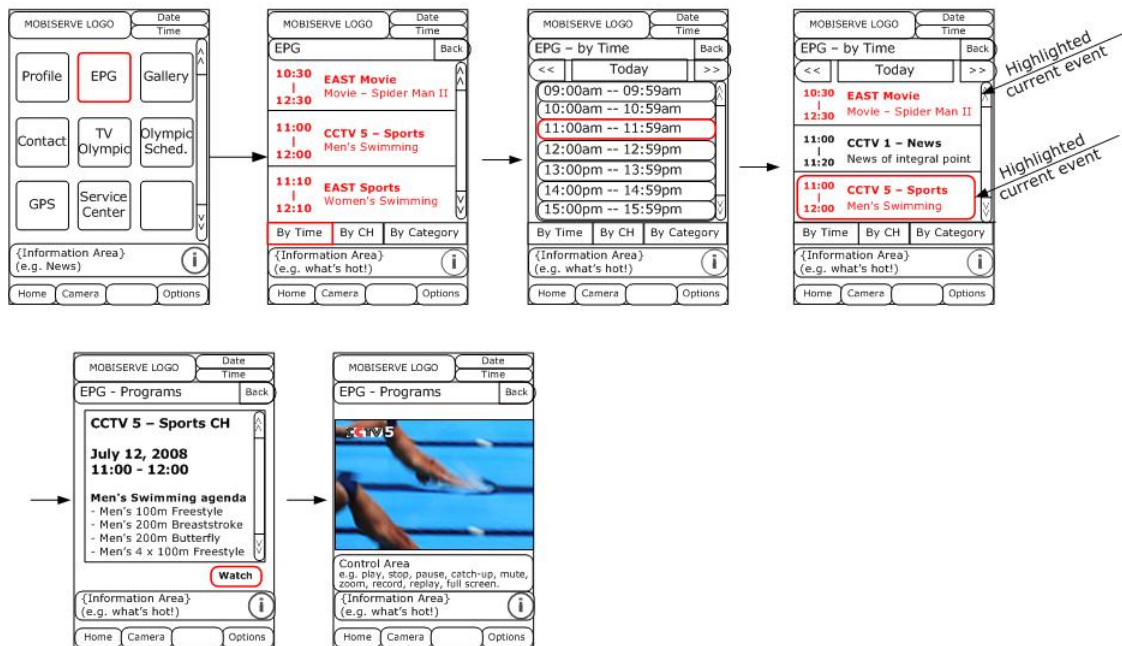 MOBISERVE LOGO
Date
Time
Profile
EPG
Gallery
Contact
TV
Olympic
Olympic
Sched.
GPS
Service
Center
{Information Area}
(e.g. News)
i
Home
Camera
Options
MOBISERVE LOGO
Date
Time
EPG
Back
10:30
|
12:30
EAST Movie
Movie – Spider Man II
11:00
|
12:00
CCTV 5 – Sports
Men's Swimming
11:10
|
12:10
EAST Sports
Women's Swimming
By Time
By CH
By Category
{Information Area}
(e.g. what's hot!)
i
Home
Camera
Options
MOBISERVE LOGO
Date
Time
EPG – by Time
Back
<<
Today
>>
09:00am -- 09:59am
10:00am -- 10:59am
11:00am -- 11:59am
12:00am -- 12:59pm
13:00pm -- 13:59pm
14:00pm -- 14:59pm
15:00pm -- 15:59pm
By Time
By CH
By Category
{Information Area}
(e.g. what's hot!)
i
Home
Camera
Options
MOBISERVE LOGO
Date
Time
EPG – by Time
Back
<<
Today
>>
10:30
|
12:30
EAST Movie
Movie – Spider Man II
11:00
|
11:20
CCTV 1 – News
News of integral point
11:00
|
12:00
CCTV 5 – Sports
Men's Swimming
By Time
By CH
By Category
{Information Area}
(e.g. what's hot!)
i
Home
Camera
Options
Highlighted
current event
Highlighted
current event
MOBISERVE LOGO
Date
Time
EPG - Programs
Back
CCTV 5 – Sports CH
July 12, 2008
11:00 - 12:00
Men's Swimming agenda
- Men's 100m Freestyle
- Men's 200m Breaststroke
- Men's 200m Butterfly
- Men's 4 x 100m Freestyle
Watch
{Information Area}
(e.g. what's hot!)
i
Home
Camera
Options
MOBISERVE LOGO
Date
Time
EPG - Programs
Back
CCTV5
Control Area
e.g. play, stop, pause, catch-up, mute,
zoom, record, replay, full screen.
{Information Area}
(e.g. what's hot!)
i
Home
Camera
Options